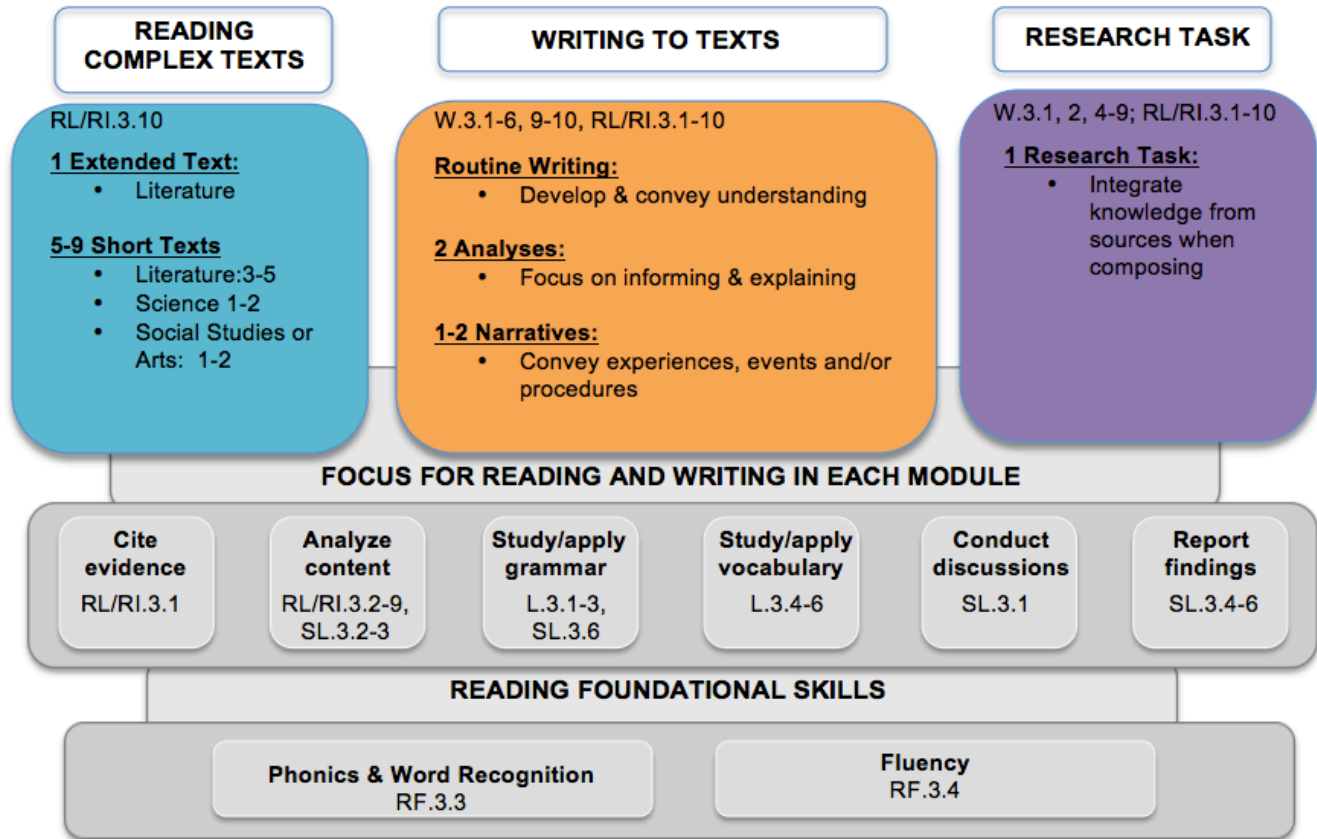 READING
COMPLEX TEXTS
WRITING TO TEXTS
RESEARCH TASK
RL/RI.3.10
1 Extended Text:
• Literature
5-9 Short Texts
• Literature:3-5
• Science 1-2
• Social Studies or
Arts: 1-2
W.3.1-6, 9-10, RL/RI.3.1-10
Routine Writing:
• Develop & convey understanding
2 Analyses:
• Focus on informing & explaining
1-2 Narratives:
• Convey experiences, events and/or
procedures
W.3.1, 2, 4-9; RL/RI.3.1-10
1 Research Task:
• Integrate
knowledge from
sources when
composing
FOCUS FOR READING AND WRITING IN EACH MODULE
Cite
evidence
RL/RI.3.1
Analyze
content
RL/RI.3.2-9,
SL.3.2-3
Study/apply
grammar
L.3.1-3,
SL.3.6
Study/apply
vocabulary
L.3.4-6
Conduct
discussions
SL.3.1
Report
findings
SL.3.4-6
READING FOUNDATIONAL SKILLS
Phonics & Word Recognition
RF.3.3
Fluency
RF.3.4